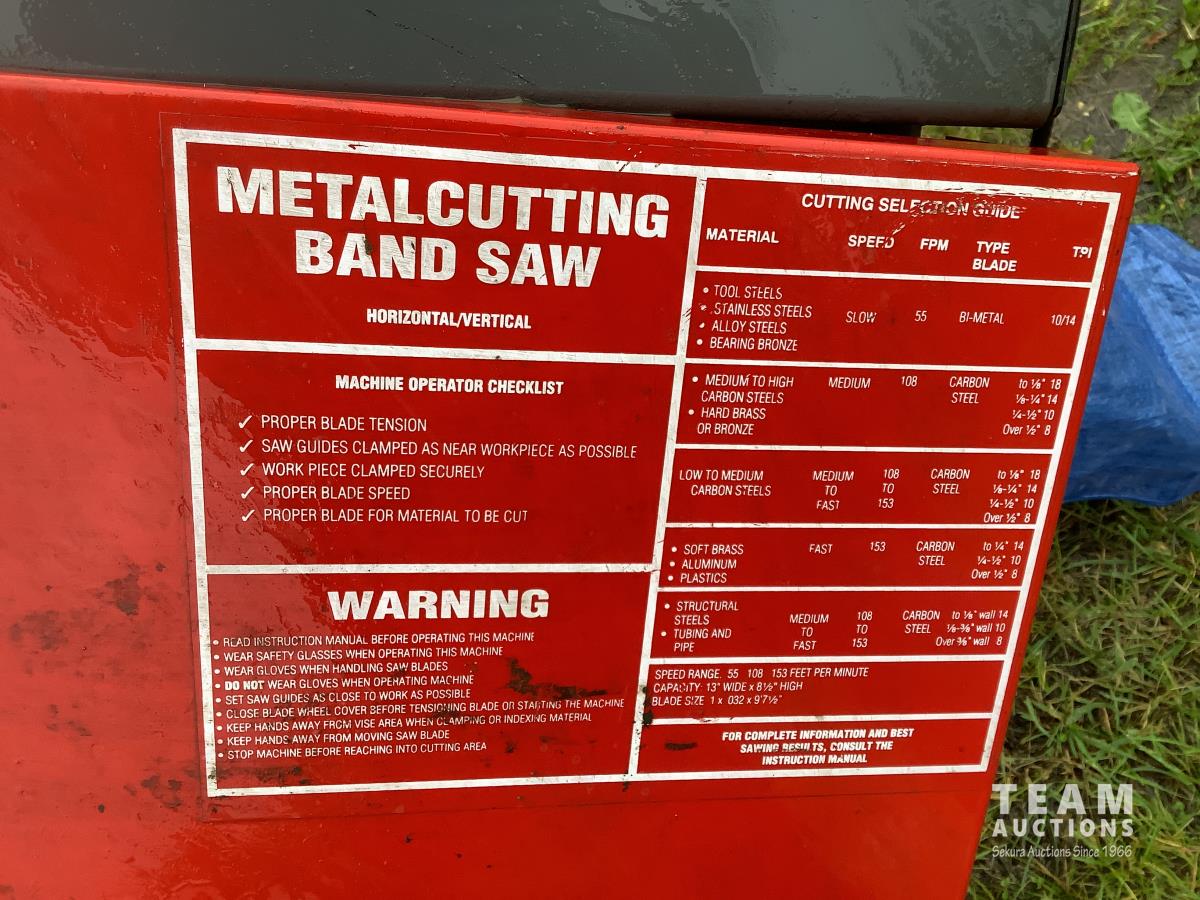 METALCUTTING
BAND SAW
HORIZONTAL/VERTICAL
MACHINE OPERATOR CHECKLIST
✓ PROPER BLADE TENSION
✓ SAW GUIDES CLAMPED AS NEAR WORKPIECE AS POSSIBLE
✓ WORK PIECE CLAMPED SECURELY
✓ PROPER BLADE SPEED
✓ PROPER BLADE FOR MATERIAL TO BE CUT
WARNING
• READ INSTRUCTION MANUAL BEFORE OPERATING THIS MACHINE
• WEAR SAFETY GLASSES WHEN OPERATING THIS MACHINE
• WEAR GLOVES WHEN HANDLING SAW BLADES
• DO NOT WEAR GLOVES WHEN OPERATING MACHINE
• SET SAW GUIDES AS CLOSE TO WORK AS POSSIBLE
• CLOSE BLADE WHEEL COVER BEFORE TENSIONING BLADE OR STARTING THE MACHINE
• KEEP HANDS AWAY FROM VISE AREA WHEN CLAMPING OR INDEXING MATERIAL
• KEEP HANDS AWAY FROM MOVING SAW BLADE
• STOP MACHINE BEFORE REACHING INTO CUTTING AREA
CUTTING SELECTION GUIDE
MATERIAL SPEED FPM TYPE BLADE TPI
• TOOL STEELS
• STAINLESS STEELS SLOW 55 BI-METAL 10/14
• ALLOY STEELS
• BEARING BRONZE
• MEDIUM TO HIGH MEDIUM 108 CARBON to ⅛" 18
CARBON STEELS STEEL ⅛-¼" 14
• HARD BRASS ¼-½" 10
OR BRONZE Over ½" 8
LOW TO MEDIUM MEDIUM 108 CARBON to ⅛" 18
CARBON STEELS TO TO STEEL ⅛-¼" 14
FAST 153 ¼-½" 10
Over ½" 8
• SOFT BRASS FAST 153 CARBON to ¼" 14
• ALUMINUM STEEL ¼-½" 10
• PLASTICS Over ½" 8
• STRUCTURAL MEDIUM 108 CARBON to ⅛" wall 14
STEELS TO TO STEEL ⅛-⅜" wall 10
• TUBING AND FAST 153 Over ⅜" wall 8
PIPE
SPEED RANGE. 55 108 153 FEET PER MINUTE
CAPACITY: 13" WIDE x 8½" HIGH
BLADE SIZE 1 x .032 x 9'7½"
FOR COMPLETE INFORMATION AND BEST
SAWING RESULTS, CONSULT THE
INSTRUCTION MANUAL
TEAM
AUCTIONS
Sekura Auctions Since 1966